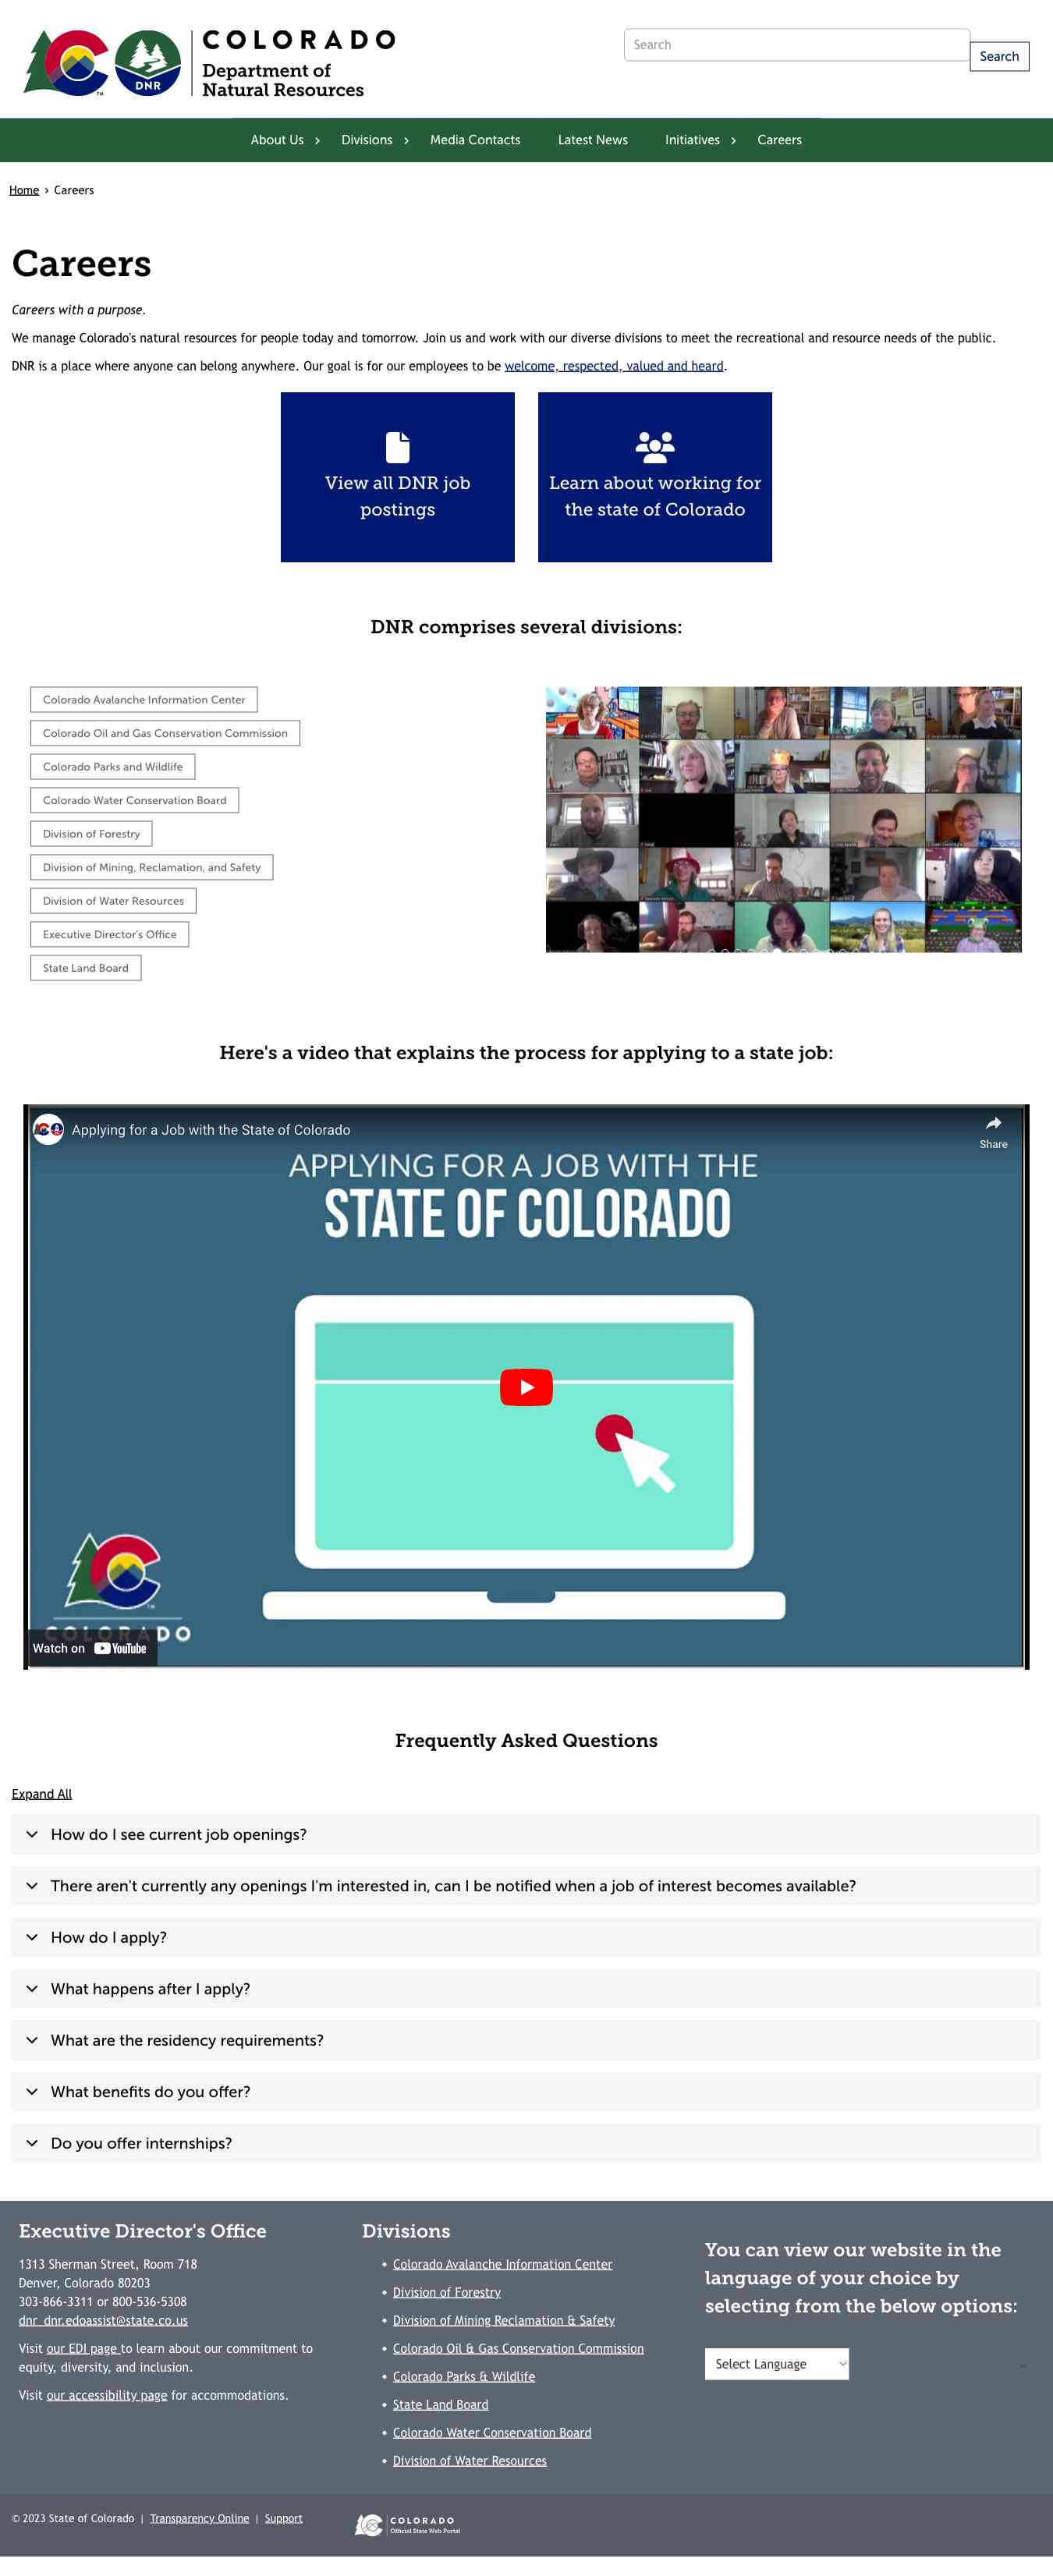 COLORADO
Department of
Natural Resources
DNR
TM
Search
Search
About Us
Divisions
Media Contacts
Latest News
Initiatives
Careers
Home › Careers
Careers
Careers with a purpose.
We manage Colorado's natural resources for people today and tomorrow. Join us and work with our diverse divisions to meet the recreational and resource needs of the public.
DNR is a place where anyone can belong anywhere. Our goal is for our employees to be welcome, respected, valued and heard.
View all DNR job
postings
Learn about working for
the state of Colorado
DNR comprises several divisions:
Colorado Avalanche Information Center
Colorado Oil and Gas Conservation Commission
Colorado Parks and Wildlife
Colorado Water Conservation Board
Division of Forestry
Division of Mining, Reclamation, and Safety
Division of Water Resources
Executive Director's Office
State Land Board
Here's a video that explains the process for applying to a state job:
Applying for a Job with the State of Colorado
Share
APPLYING FOR A JOB WITH THE
STATE OF COLORADO
COLORADO
Watch on YouTube
Frequently Asked Questions
Expand All
How do I see current job openings?
There aren't currently any openings I'm interested in, can I be notified when a job of interest becomes available?
How do I apply?
What happens after I apply?
What are the residency requirements?
What benefits do you offer?
Do you offer internships?
Executive Director's Office
1313 Sherman Street, Room 718
Denver, Colorado 80203
303-866-3311 or 800-536-5308
dnr_dnr.edoassist@state.co.us
Visit our EDI page to learn about our commitment to
equity, diversity, and inclusion.
Visit our accessibility page for accommodations.
Divisions
• Colorado Avalanche Information Center
• Division of Forestry
• Division of Mining Reclamation & Safety
• Colorado Oil & Gas Conservation Commission
• Colorado Parks & Wildlife
• State Land Board
• Colorado Water Conservation Board
• Division of Water Resources
You can view our website in the
language of your choice by
selecting from the below options:
Select Language
© 2023 State of Colorado | Transparency Online | Support
COLORADO
Official State Web Portal